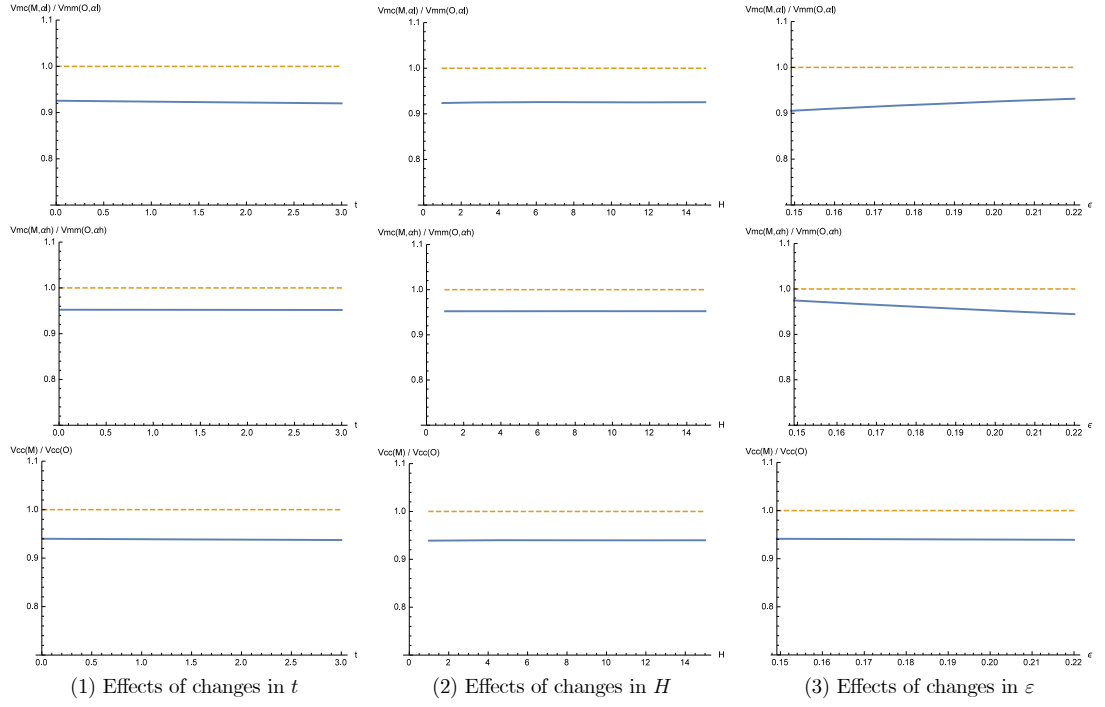 Vmc(M,αl) / Vmm(O,αl)
1.1
1.0
0.9
0.8
0.0 0.5 1.0 1.5 2.0 2.5 3.0 t
Vmc(M,αl) / Vmm(O,αl)
1.1
1.0
0.9
0.8
0 2 4 6 8 10 12 14 H
Vmc(M,αl) / Vmm(O,αl)
1.1
1.0
0.9
0.8
0.15 0.16 0.17 0.18 0.19 0.20 0.21 0.22 ϵ
Vmc(M,αh) / Vmm(O,αh)
1.1
1.0
0.9
0.8
0.0 0.5 1.0 1.5 2.0 2.5 3.0 t
Vmc(M,αh) / Vmm(O,αh)
1.1
1.0
0.9
0.8
0 2 4 6 8 10 12 14 H
Vmc(M,αh) / Vmm(O,αh)
1.1
1.0
0.9
0.8
0.15 0.16 0.17 0.18 0.19 0.20 0.21 0.22 ϵ
Vcc(M) / Vcc(O)
1.1
1.0
0.9
0.8
0.0 0.5 1.0 1.5 2.0 2.5 3.0 t
Vcc(M) / Vcc(O)
1.1
1.0
0.9
0.8
0 2 4 6 8 10 12 14 H
Vcc(M) / Vcc(O)
1.1
1.0
0.9
0.8
0.15 0.16 0.17 0.18 0.19 0.20 0.21 0.22 ϵ
(1) Effects of changes in t
(2) Effects of changes in H
(3) Effects of changes in ε